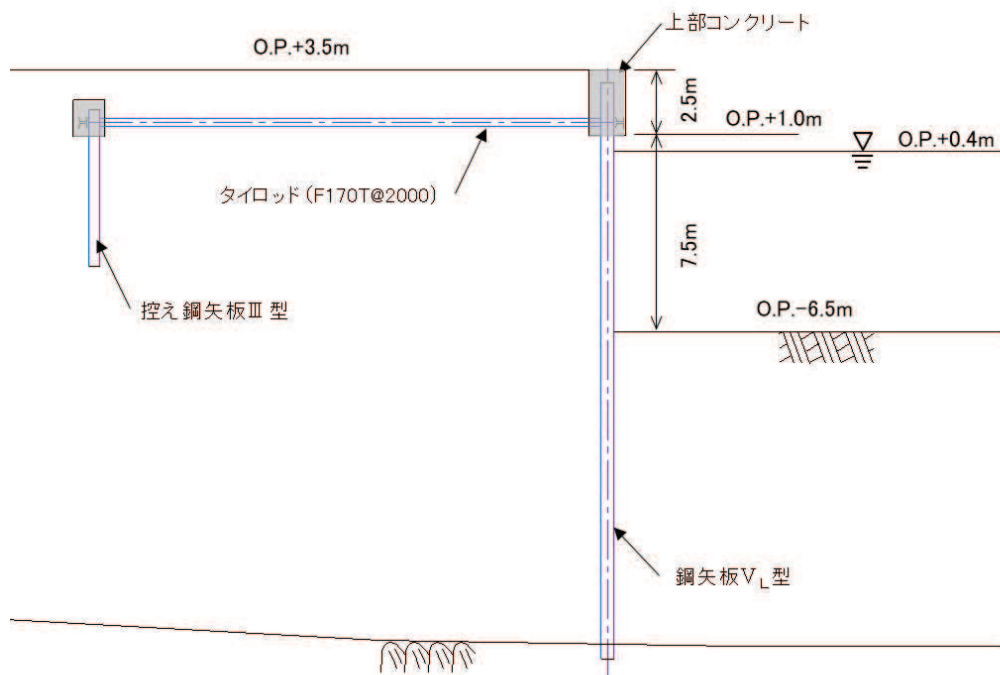 上部コンクリート
O.P.+3.5m
2.5m
O.P.+1.0m
O.P.+0.4m
タイロッド(F170T@2000)
7.5m
控え鋼矢板Ⅲ型
O.P.-6.5m
鋼矢板VL型